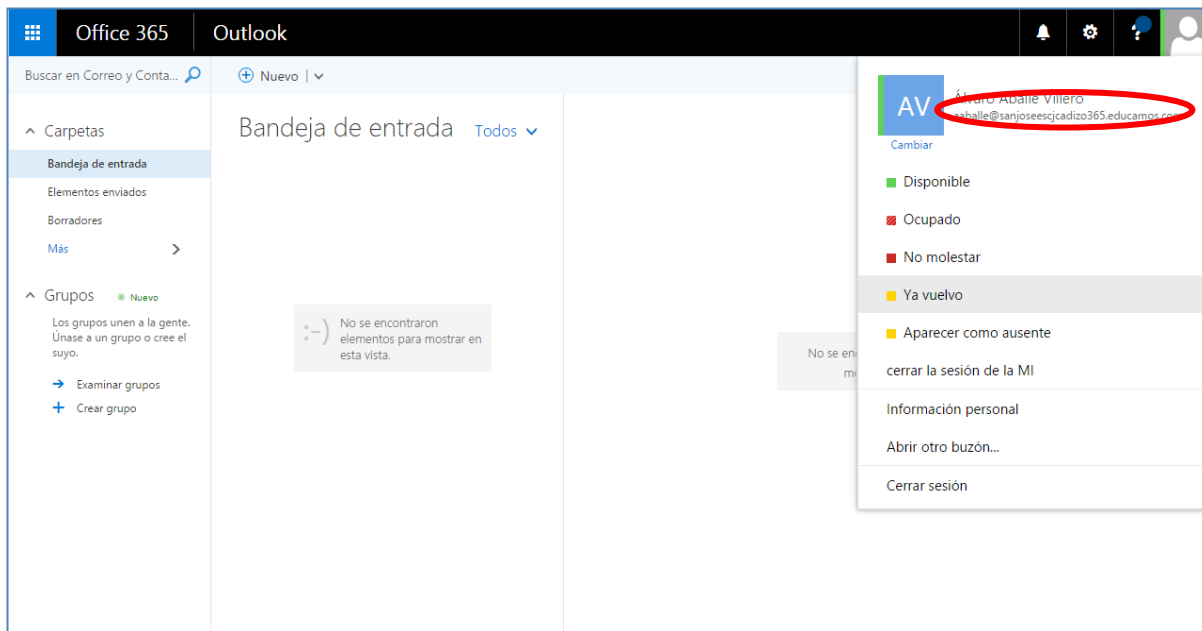 Office 365
Outlook
?
Buscar en Correo y Conta...
Nuevo
Carpetas
Bandeja de entrada
Elementos enviados
Borradores
Más
Grupos
Nuevo
Los grupos unen a la gente.
Únase a un grupo o cree el
suyo.
Examinar grupos
Crear grupo
Bandeja de entrada Todos
:-)
No se encontraron
elementos para mostrar en
esta vista.
No se en
AV
Álvaro Aballe Villero
aaballe@sanjoseescjcadizo365.educamos.com
Cambiar
Disponible
Ocupado
No molestar
Ya vuelvo
Aparecer como ausente
cerrar la sesión de la MI
Información personal
Abrir otro buzón...
Cerrar sesión